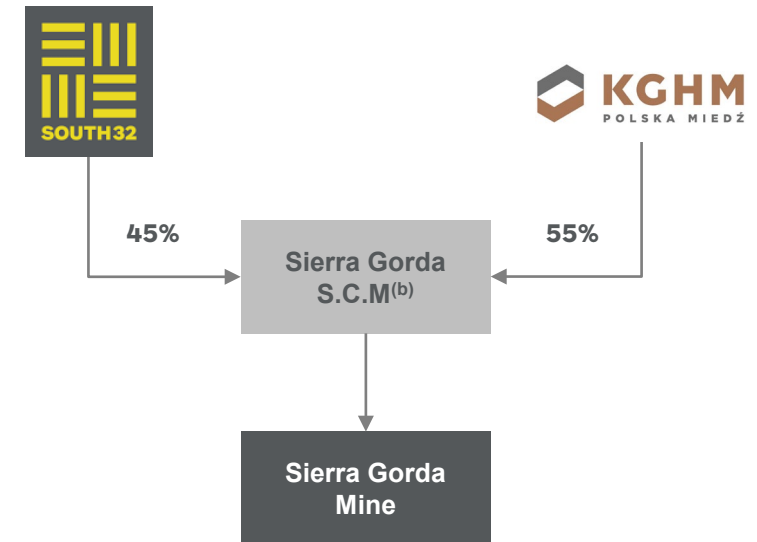 SOUTH32
KGHM
POLSKA MIEDŹ
45%
55%
Sierra Gorda
S.C.M(b)
Sierra Gorda
Mine